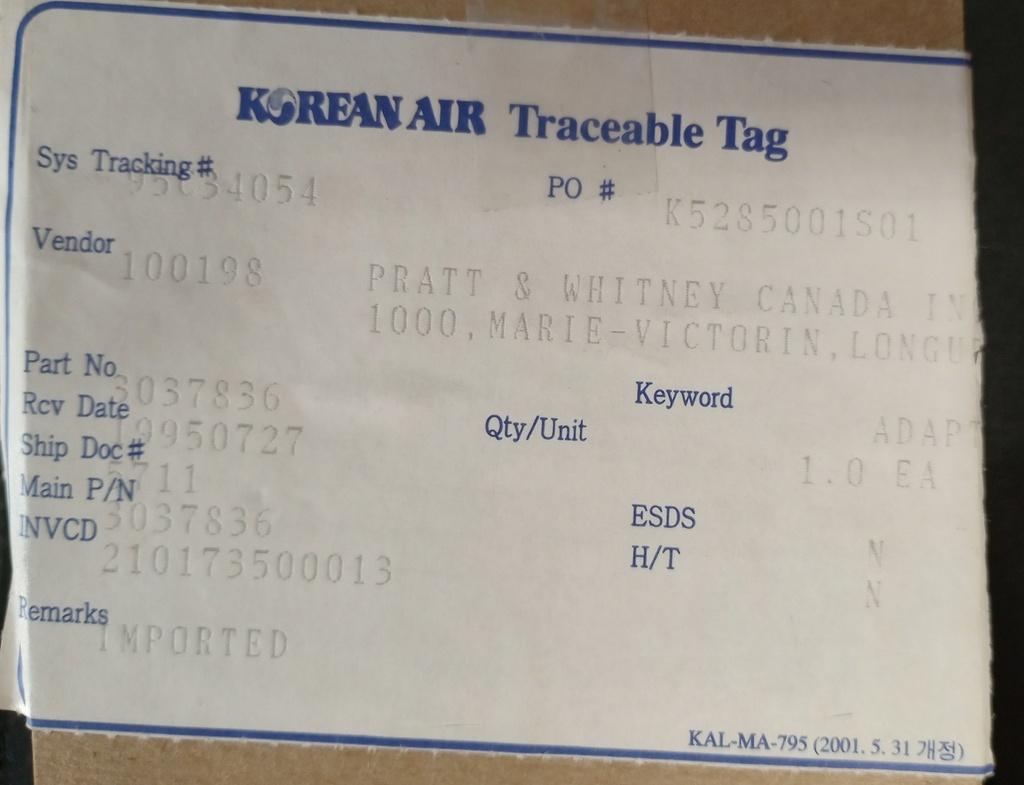 KOREAN AIR Traceable Tag
Sys Tracking# 95C34054 PO # K5285001S01
Vendor 100198 PRATT & WHITNEY CANADA IN
1000,MARIE-VICTORIN,LONGU
Part No. 3037836 Keyword ADAPT
Rcv Date 19950727 Qty/Unit 1.0 EA
Ship Doc# 5711
Main P/N 3037836 ESDS N
INVCD 210173500013 H/T N
Remarks IMPORTED
KAL-MA-795 (2001. 5. 31 개정)